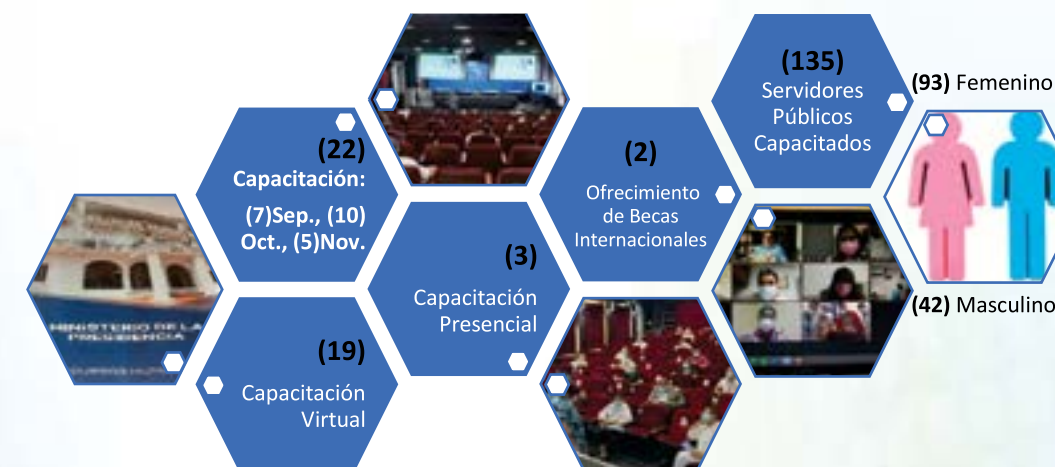 (22)
Capacitación:
(7)Sep., (10)
Oct., (5)Nov.
MINISTERIO DE LA
PRESIDENCIA
(19)
Capacitación
Virtual
(3)
Capacitación
Presencial
(2)
Ofrecimiento
de Becas
Internacionales
(135)
Servidores
Públicos
Capacitados
(93) Femenino
(42) Masculino